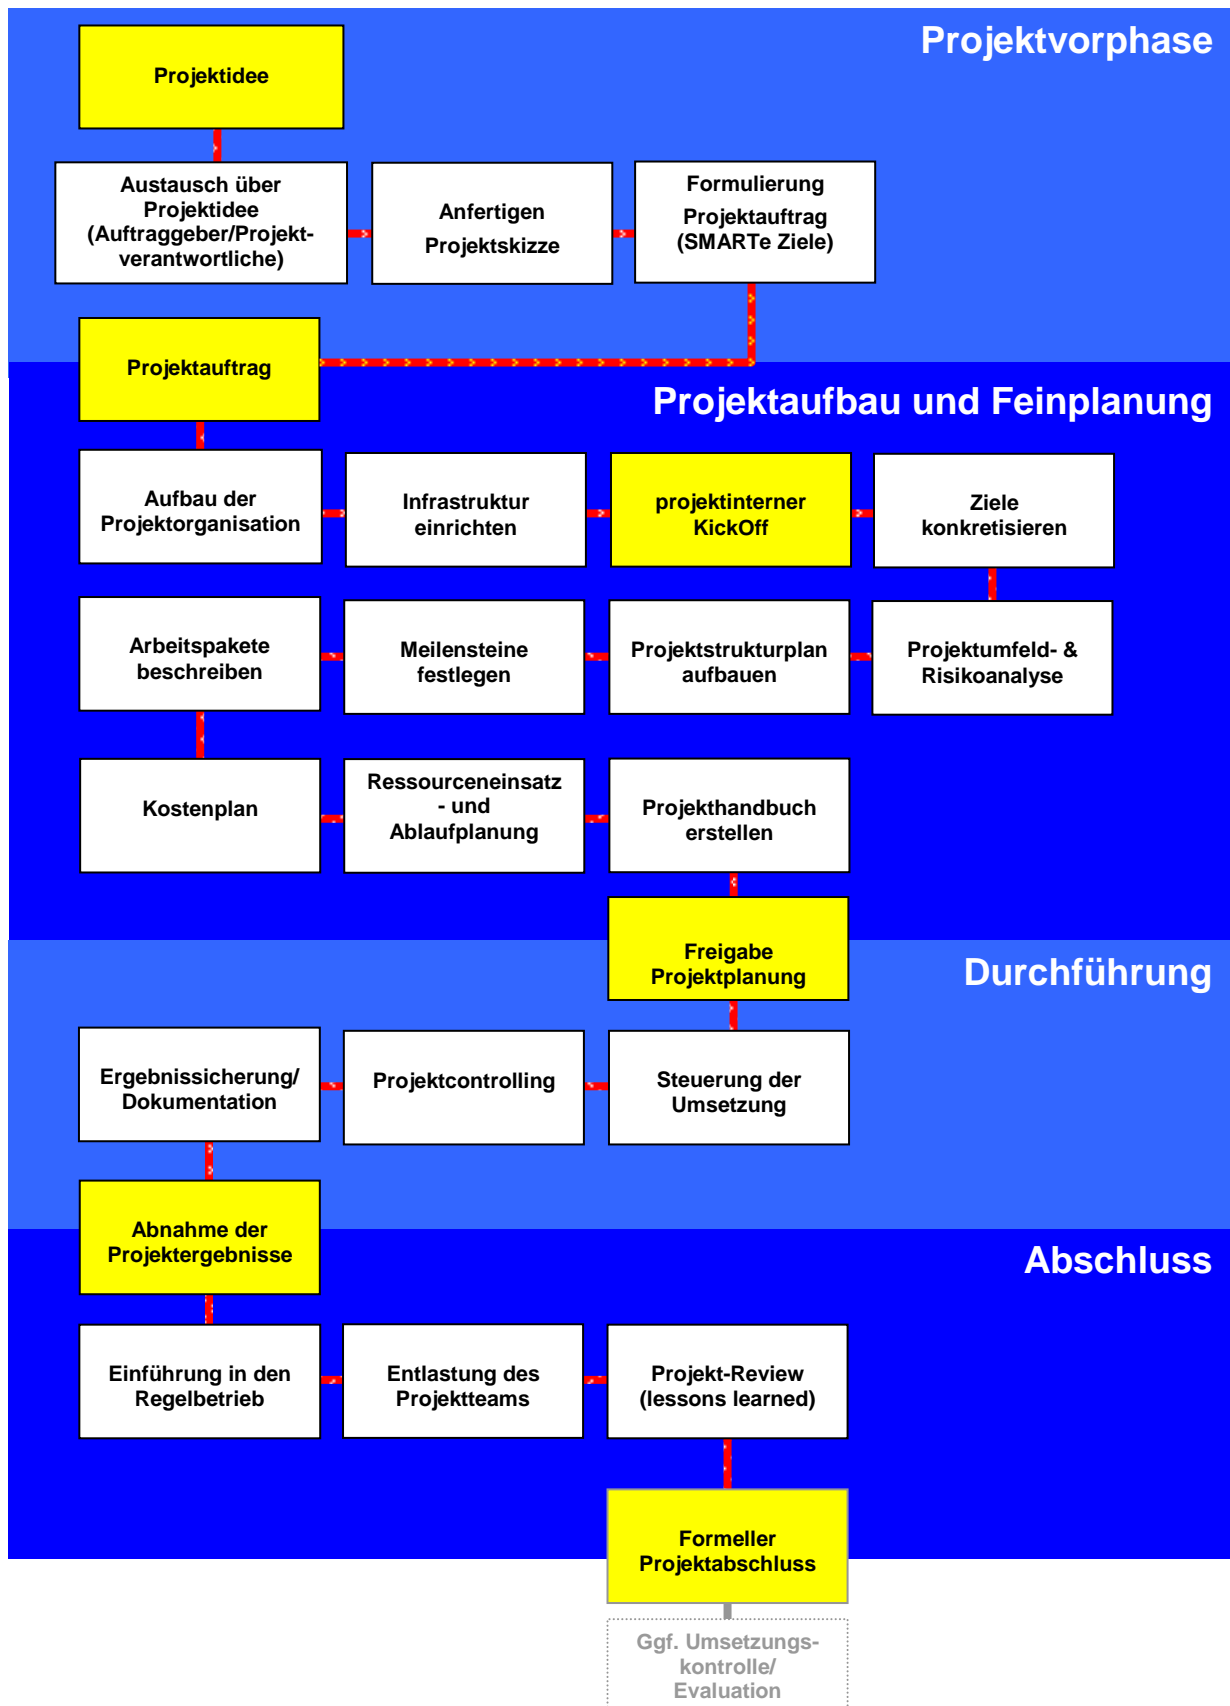 Projektvorphase
Projektidee
Austausch über
Projektidee
(Auftraggeber/Projekt-
verantwortliche)
Anfertigen
Projektskizze
Formulierung
Projektauftrag
(SMARTe Ziele)
Projektauftrag
Projektaufbau und Feinplanung
Aufbau der
Projektorganisation
Infrastruktur
einrichten
projektinterner
KickOff
Ziele
konkretisieren
Arbeitspakete
beschreiben
Meilensteine
festlegen
Projektstrukturplan
aufbauen
Projektumfeld- &
Risikoanalyse
Kostenplan
Ressourceneinsatz
- und
Ablaufplanung
Projekthandbuch
erstellen
Freigabe
Projektplanung
Durchführung
Ergebnissicherung/
Dokumentation
Projektcontrolling
Steuerung der
Umsetzung
Abnahme der
Projektergebnisse
Abschluss
Einführung in den
Regelbetrieb
Entlastung des
Projektteams
Projekt-Review
(lessons learned)
Formeller
Projektabschluss
Ggf. Umsetzungs-
kontrolle/
Evaluation